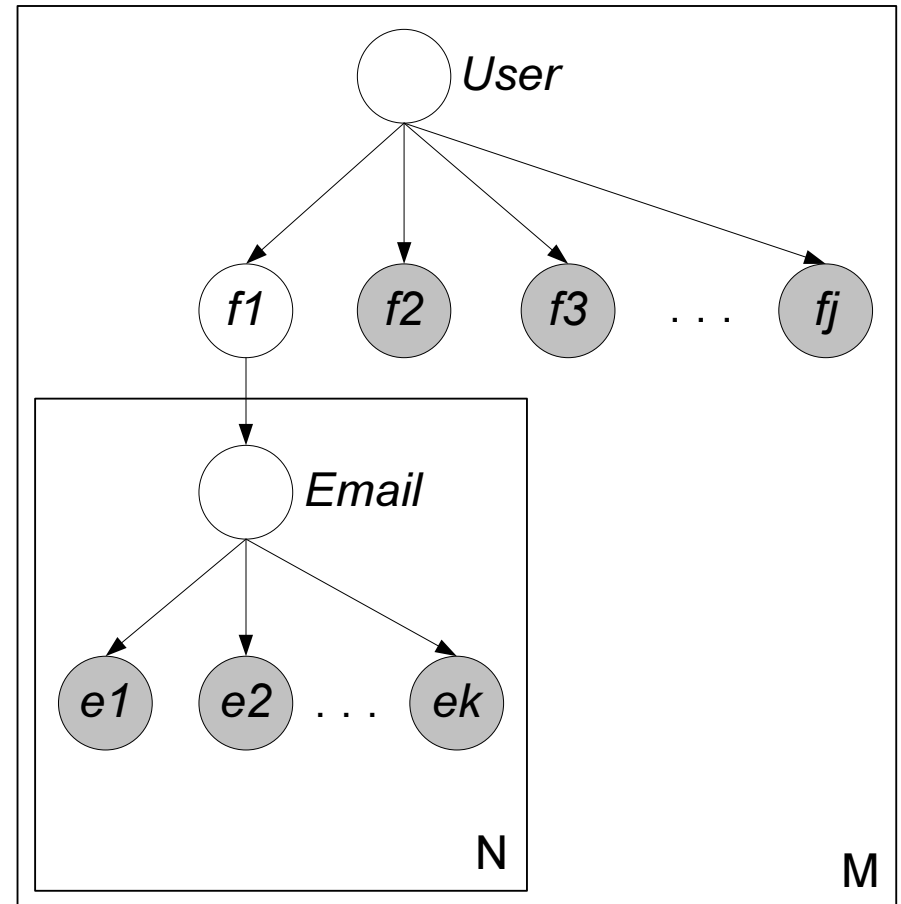 User
f1 f2 f3 . . . fj
Email
e1 e2 . . . ek
N
M